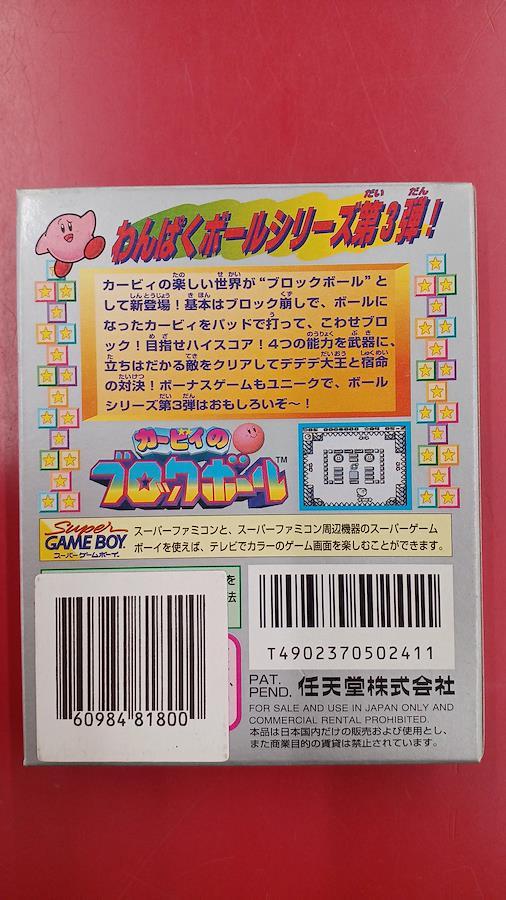 わんぱくボールシリーズ第3弾!
カービィの楽しい世界が“ブロックボール”と
して新登場!基本はブロック崩しで、ボールに
なったカービィをパッドで打って、こわせブロ
ック!目指せハイスコア!4つの能力を武器に、
立ちはだかる敵をクリアしてデデデ大王と宿命
の対決!ボーナスゲームもユニークで、ボール
シリーズ第3弾はおもしろいぞ〜!
カービィの
ブロックボール™
Super
GAME BOY
スーパーゲームボーイ.
スーパーファミコンと、スーパーファミコン周辺機器のスーパーゲーム
ボーイを使えば、テレビでカラーのゲーム画面を楽しむことができます。
を
法
60984 81800
T4902370502411
PAT.
PEND. 任天堂株式会社
FOR SALE AND USE IN JAPAN ONLY AND
COMMERCIAL RENTAL PROHIBITED.
本品は日本国内だけの販売および使用とし、
また商業目的の賃貸は禁止されています。